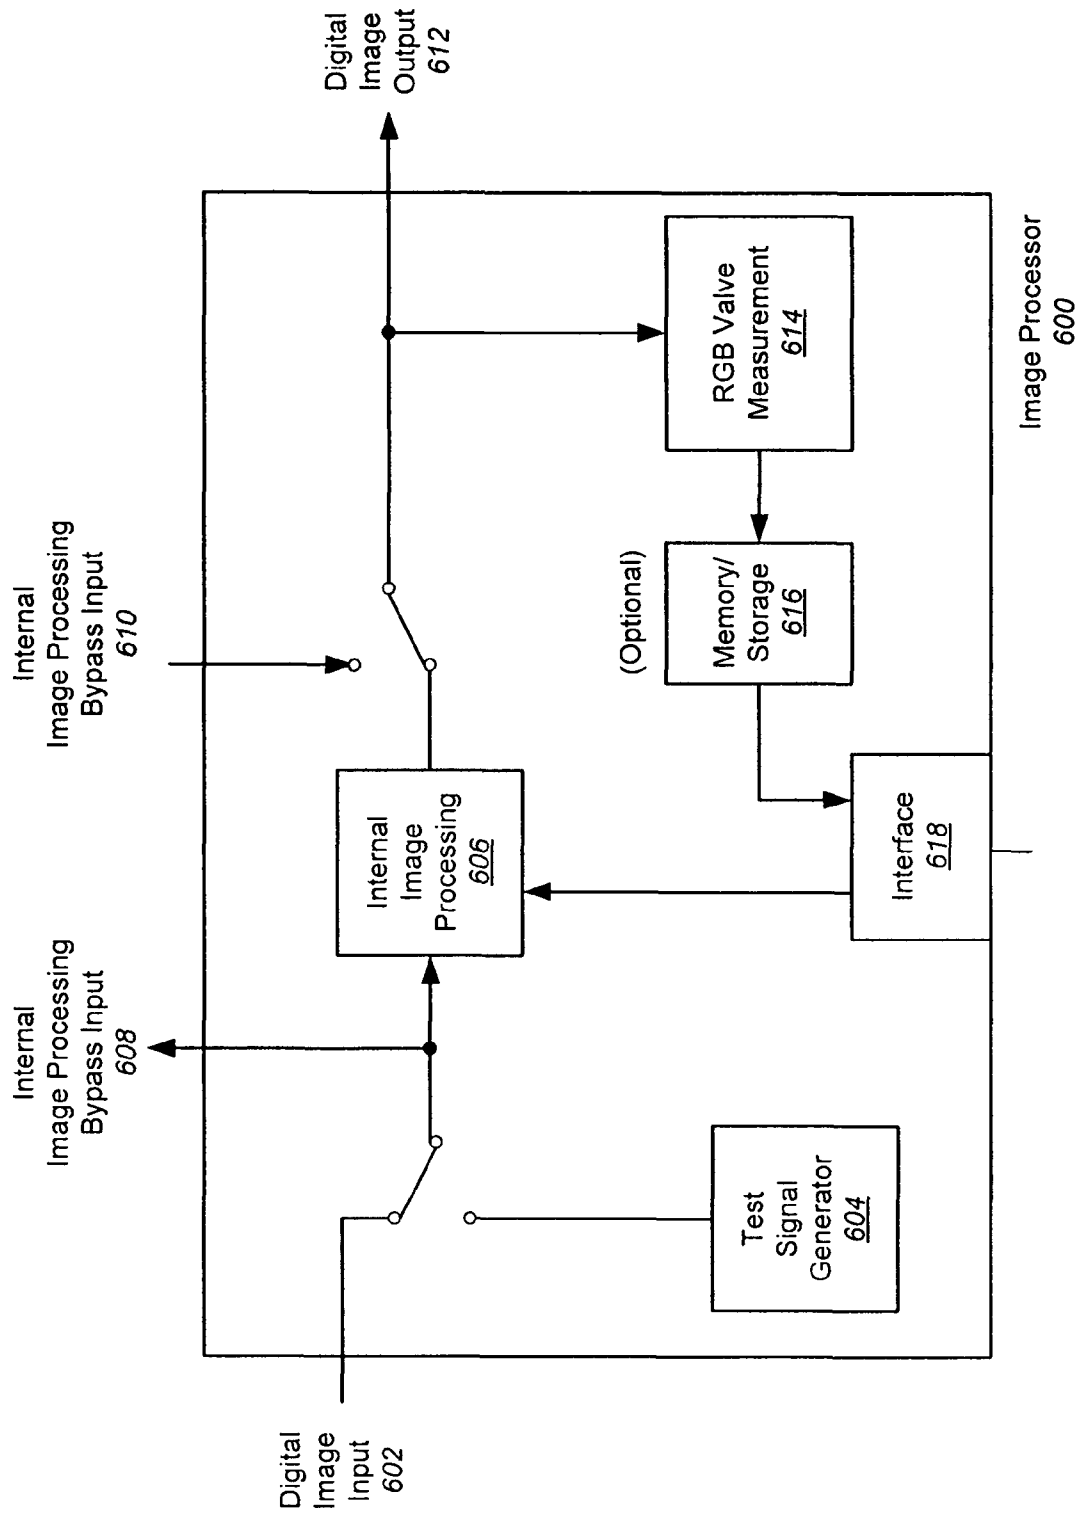 Internal
Image Processing
Bypass Input
608
Internal
Image Processing
Bypass Input
610
Digital
Image
Input
602
Digital
Image
Output
612
Internal
Image
Processing
606
Test
Signal
Generator
604
(Optional)
Memory/
Storage
616
RGB Valve
Measurement
614
Interface
618
Image Processor
600